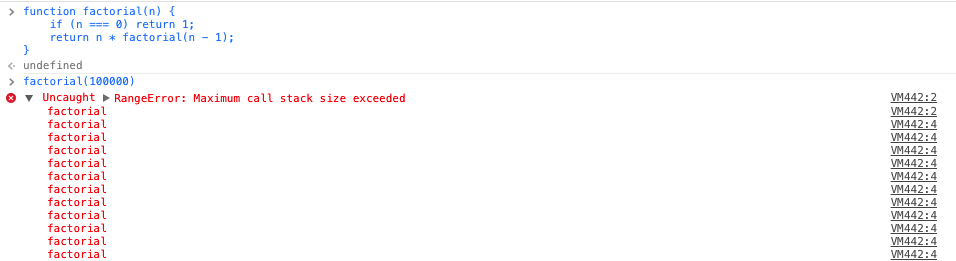 > function factorial(n) {
if (n === 0) return 1;
return n * factorial(n - 1);
}
undefined
> factorial(100000)
Uncaught RangeError: Maximum call stack size exceeded VM442:2
factorial VM442:2
factorial VM442:4
factorial VM442:4
factorial VM442:4
factorial VM442:4
factorial VM442:4
factorial VM442:4
factorial VM442:4
factorial VM442:4
factorial VM442:4
factorial VM442:4
factorial VM442:4